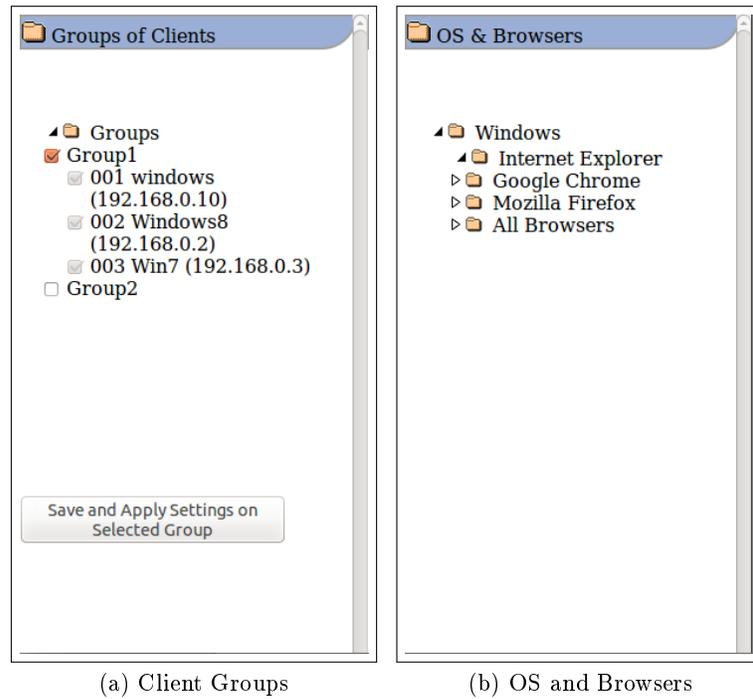 Groups of Clients
Groups
Group1
001 windows
(192.168.0.10)
002 Windows8
(192.168.0.2)
003 Win7 (192.168.0.3)
Group2
Save and Apply Settings on
Selected Group
(a) Client Groups
OS & Browsers
Windows
Internet Explorer
Google Chrome
Mozilla Firefox
All Browsers
(b) OS and Browsers